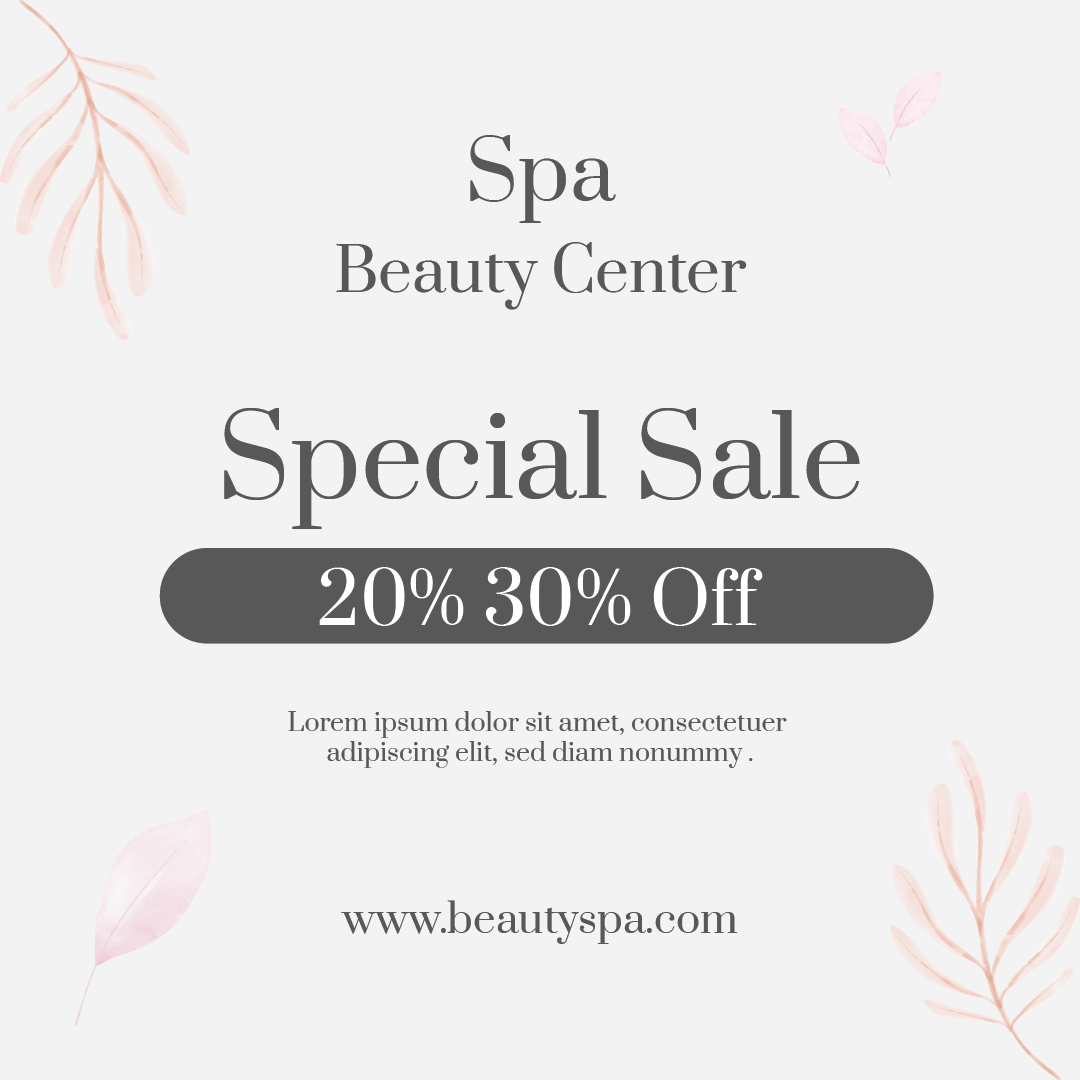 Spa
Beauty Center
Special Sale
20% 30% Off
Lorem ipsum dolor sit amet, consectetuer
adipiscing elit, sed diam nonummy .
www.beautyspa.com